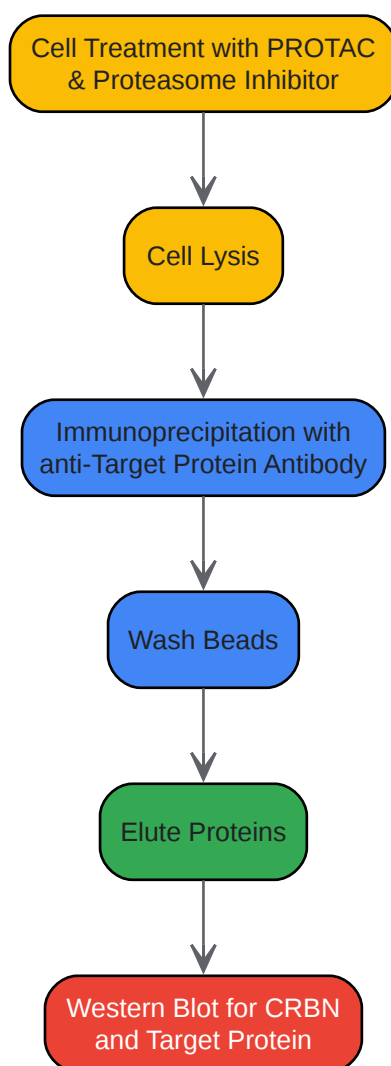 Cell Treatment with PROTAC
& Proteasome Inhibitor
Cell Lysis
Immunoprecipitation with
anti-Target Protein Antibody
Wash Beads
Elute Proteins
Western Blot for CRBN
and Target Protein